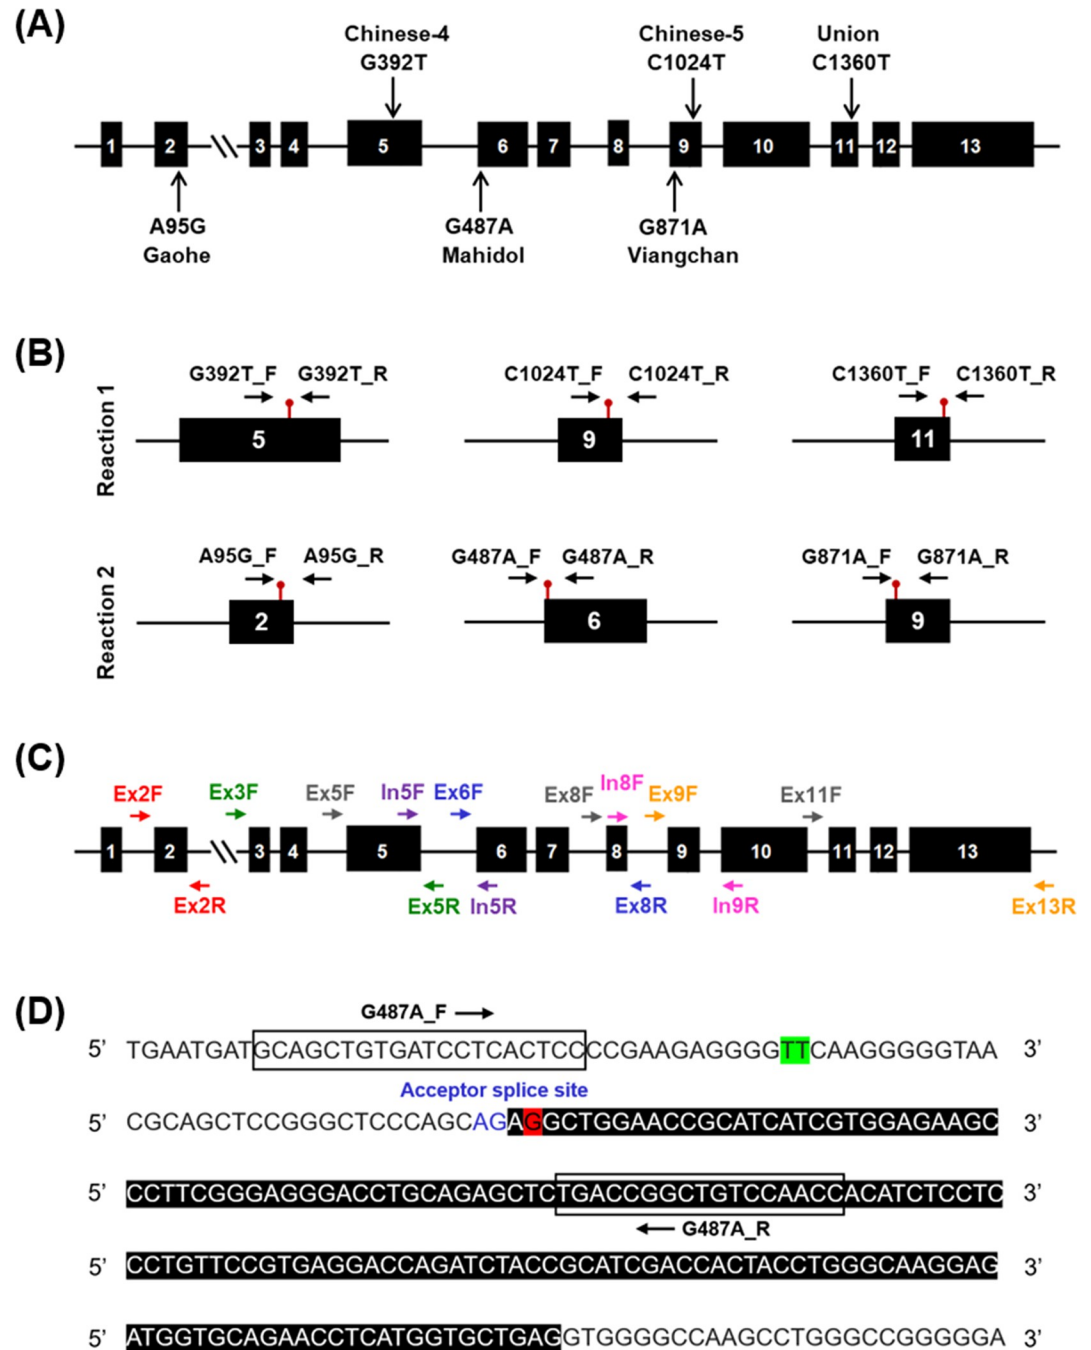 (A)
Chinese-4 Chinese-5 Union
G392T C1024T C1360T
1 2 3 4 5 6 7 8 9 10 11 12 13
A95G G487A G871A
Gaohe Mahidol Viangchan
(B)
Reaction 1
G392T_F G392T_R C1024T_F C1024T_R C1360T_F C1360T_R
5 9 11
Reaction 2
A95G_F A95G_R G487A_F G487A_R G871A_F G871A_R
2 6 9
(C)
Ex2F Ex3F Ex5F In5F Ex6F Ex8F In8F Ex9F Ex11F
1 2 3 4 5 6 7 8 9 10 11 12 13
Ex2R Ex5R In5R Ex8R In9R Ex13R
(D)
G487A_F
5’ TGAATGATGCAGCTGTGATCCTCACTCCCCGAAGAGGGGTTCAAGGGGGTAA 3’
Acceptor splice site
5’ CGCAGCTCCGGGCTCCCAGCAGAGGCTGGAACCGCATCATCGTGGAGAAGC 3’
5’ CCTTCGGGAGGGACCTGCAGAGCTCTGACCGGCTGTCCAACCACATCTCCTC 3’
G487A_R
5’ CCTGTTCCGTGAGGACCAGATCTACCGCATCGACCACTACCTGGGCAAGGAG 3’
5’ ATGGTGCAGAACCTCATGGTGCTGAGGTGGGGCCAAGCCTGGGCCGGGGGA 3’